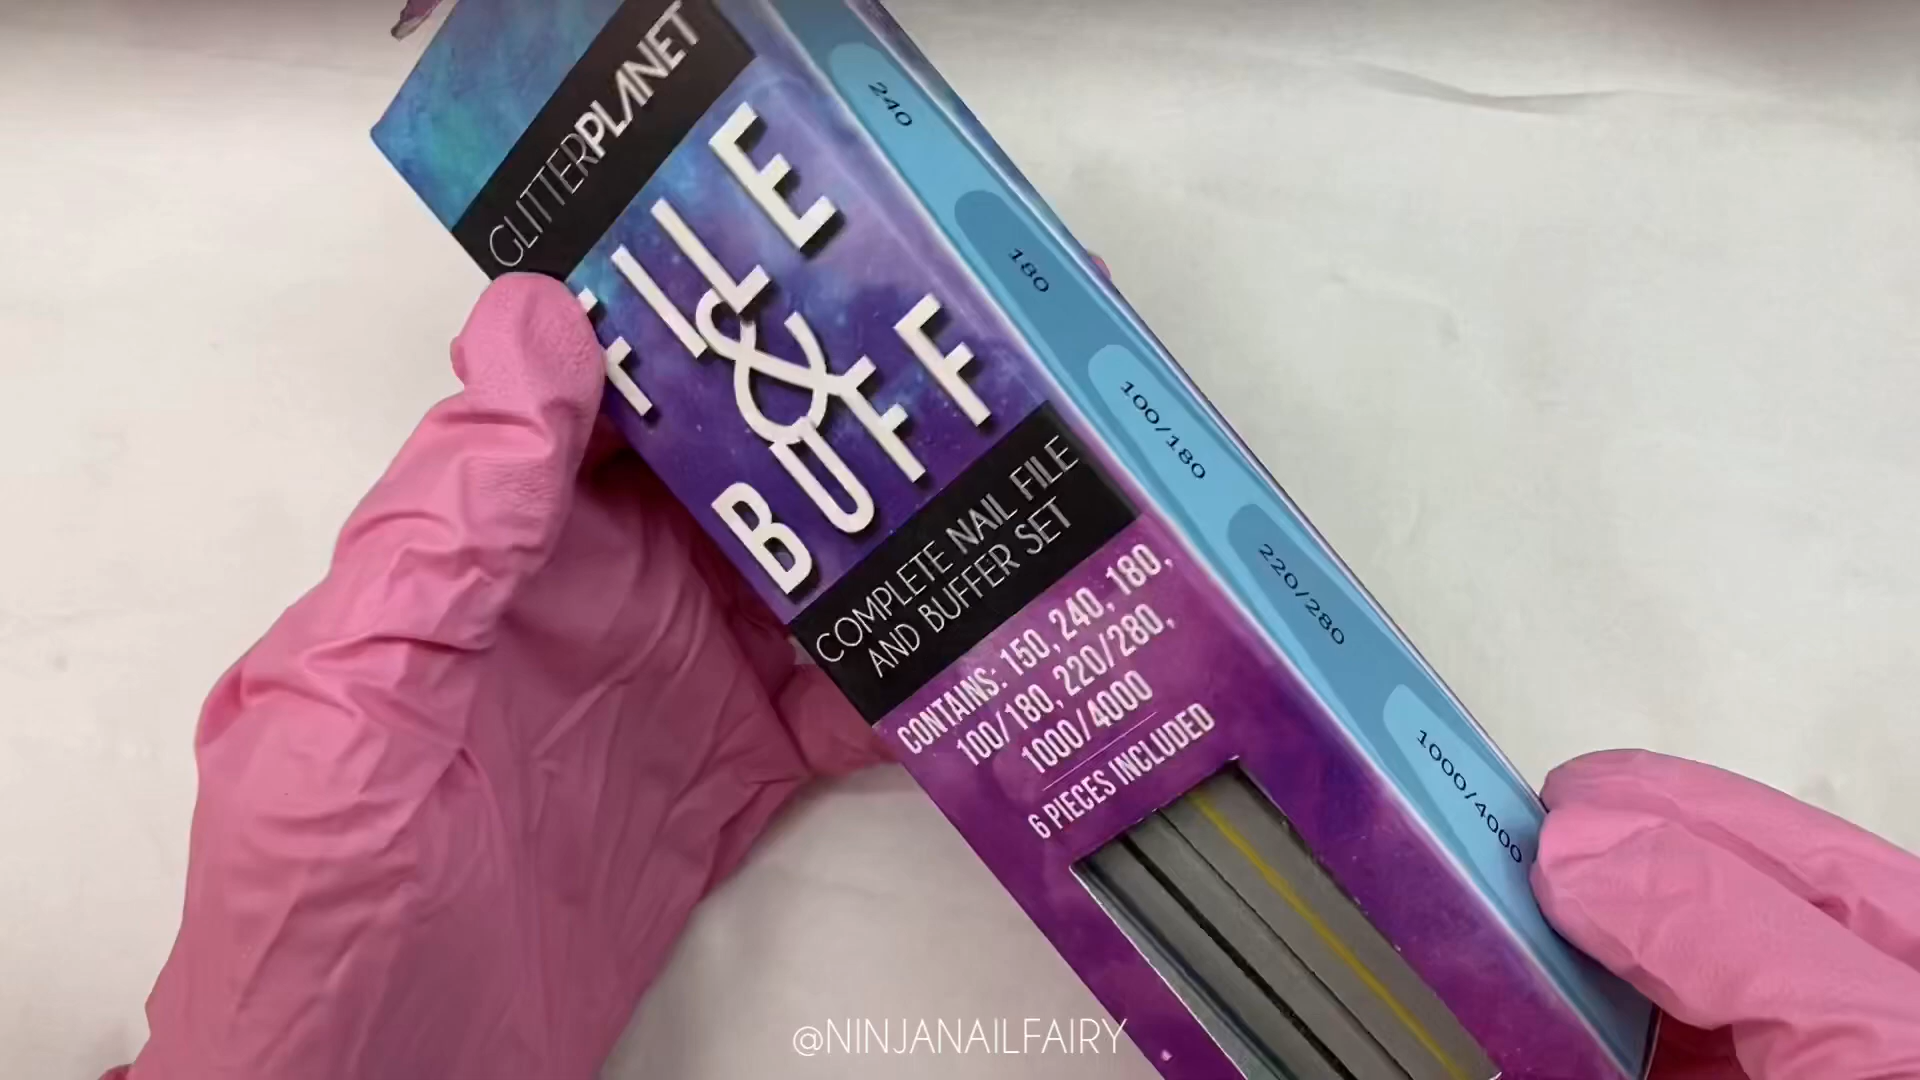 GLITTERPLANET
FILE
&
BUFF
COMPLETE NAIL FILE
AND BUFFER SET
CONTAINS: 150, 240, 180,
100/180, 220/280,
1000/4000
6 PIECES INCLUDED
240
180
100/180
220/280
1000/4000
@NINJANAILFAIRY